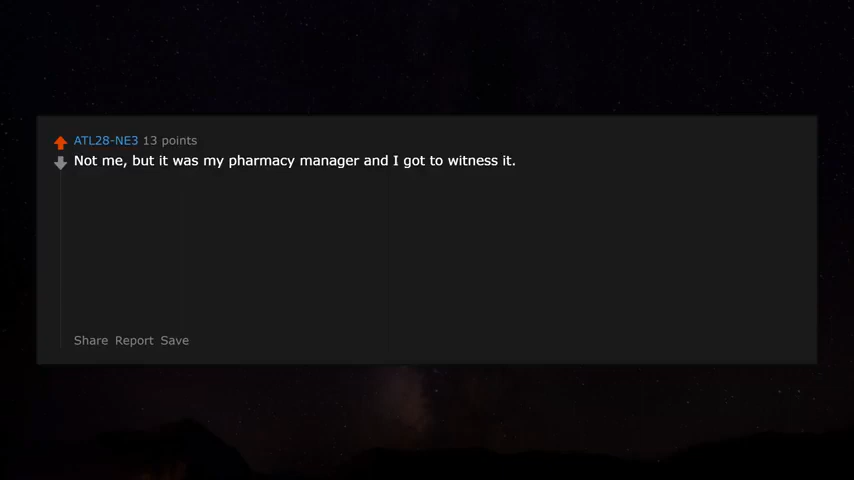 ATL28-NE3 13 points
Not me, but it was my pharmacy manager and I got to witness it.
Share Report Save